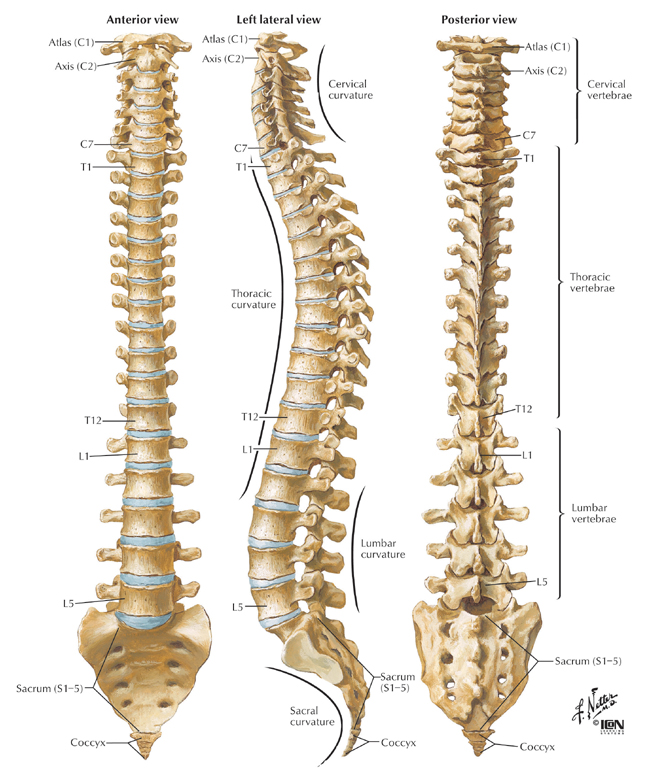 Anterior view
Atlas (C1)
Axis (C2)
C7
T1
T12
L1
L5
Sacrum (S1–5)
Coccyx
Left lateral view
Atlas (C1)
Axis (C2)
C7
T1
Cervical
curvature
Thoracic
curvature
T12
L1
Lumbar
curvature
L5
Sacrum
(S1–5)
Sacral
curvature
Coccyx
Posterior view
Atlas (C1)
Axis (C2)
Cervical
vertebrae
C7
T1
Thoracic
vertebrae
T12
L1
Lumbar
vertebrae
L5
Sacrum (S1–5)
Coccyx
F. Netter
M.D.
© ICON
LEARNING
SYSTEMS